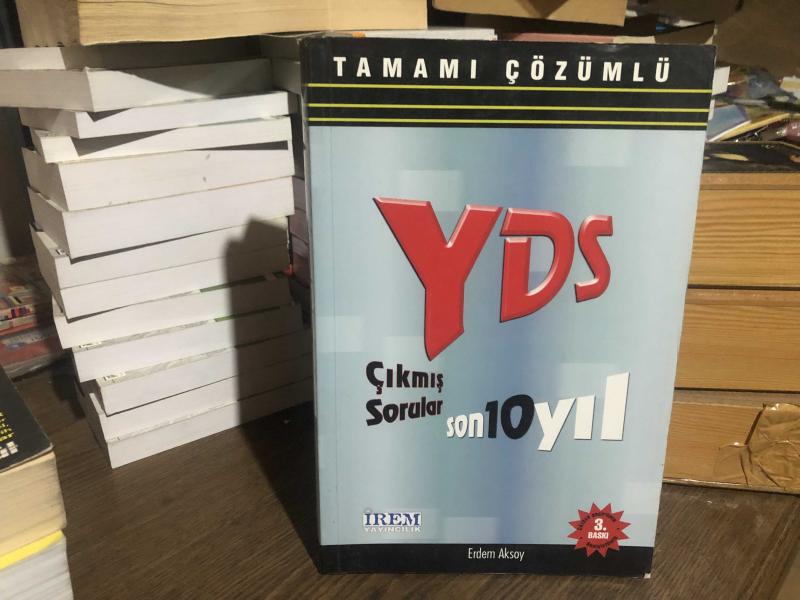 TAMAMI ÇÖZÜMLÜ
YDS
Çıkmış
Sorular
son10yıl
İREM
YAYINCILIK
3.
BASKI
Erdem Aksoy